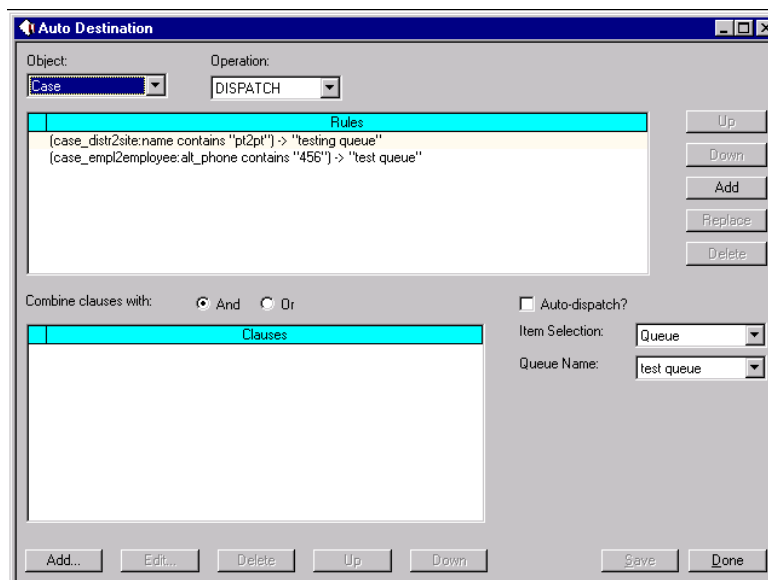 Auto Destination
Object:
Operation:
Case
DISPATCH
Rules
(case_distr2site:name contains "pt2pt") -> "testing queue"
(case_empl2employee:alt_phone contains "456") -> "test queue"
Up
Down
Add
Replace
Delete
Combine clauses with:
And
Or
Auto-dispatch?
Clauses
Item Selection:
Queue
Queue Name:
test queue
Add...
Edit...
Delete
Up
Down
Save
Done